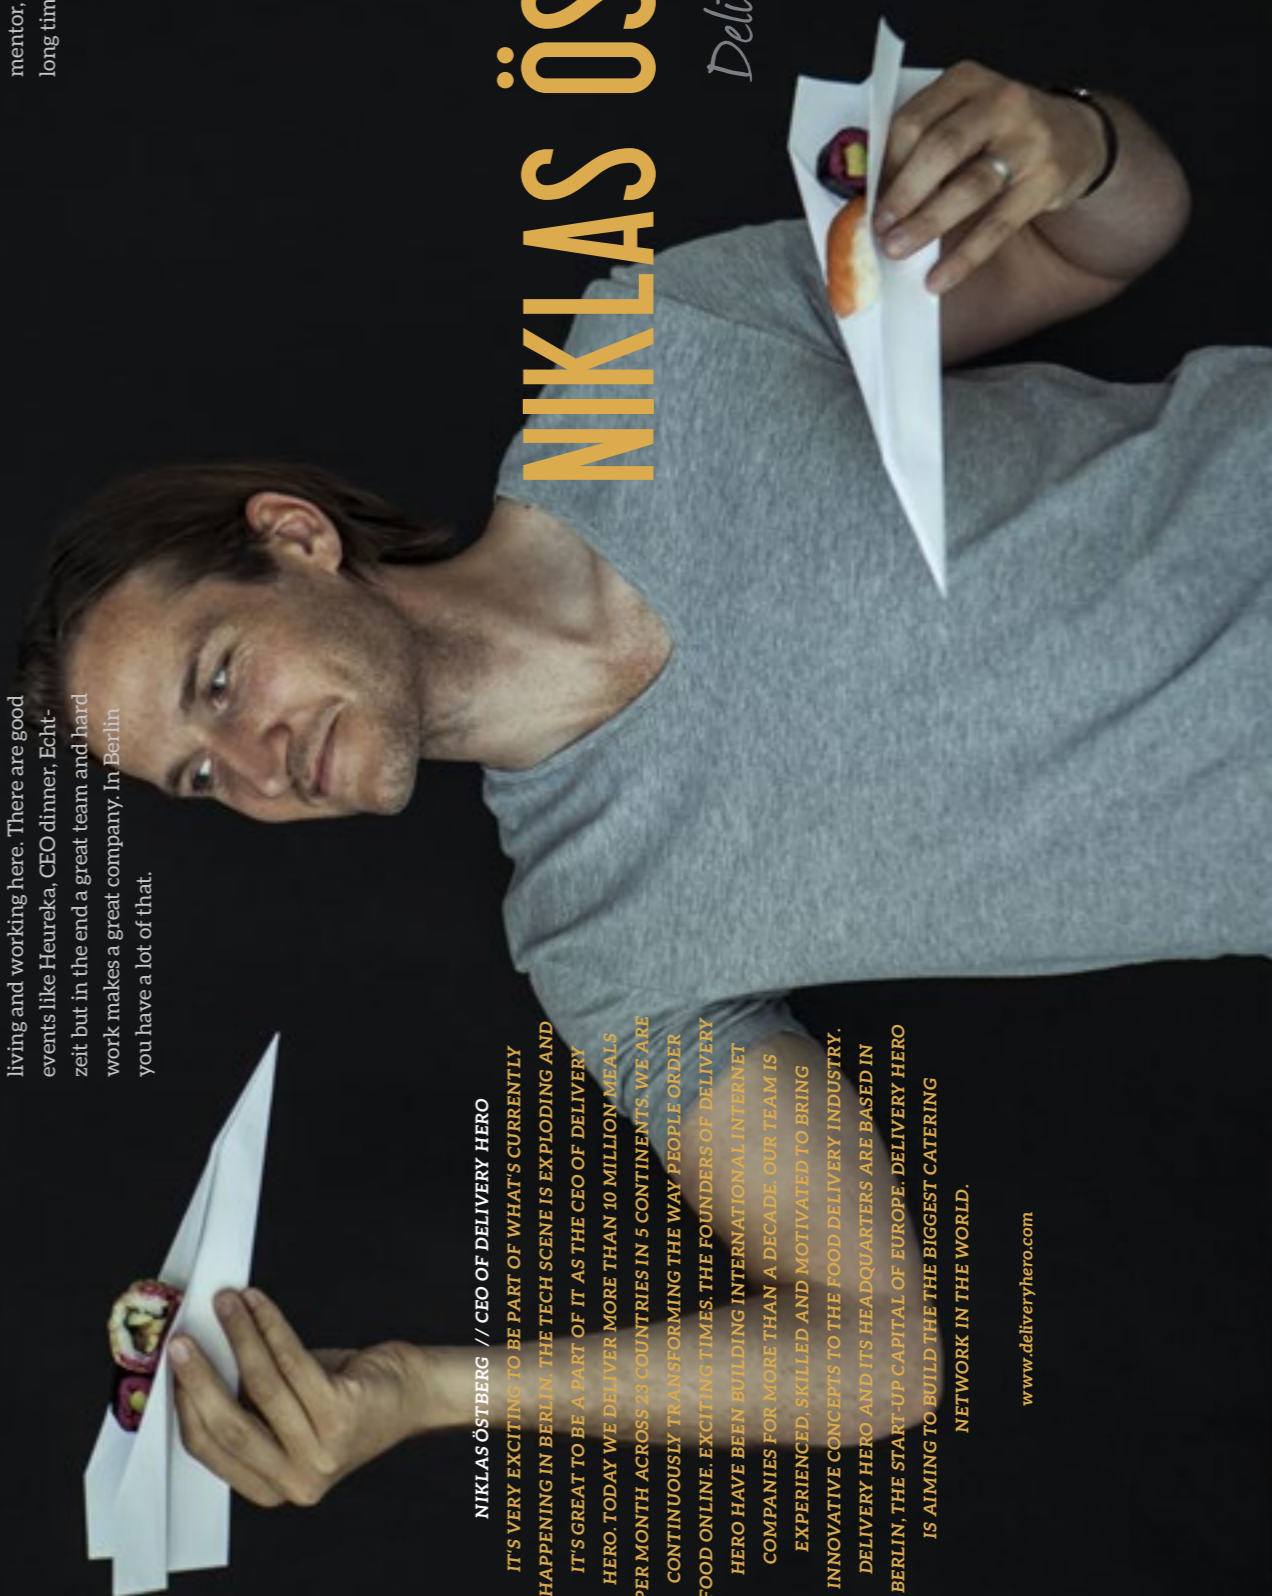 mentor,
long tim
living and working here. There are good
events like Heureka, CEO dinner, Echt-
zeit but in the end a great team and hard
work makes a great company. In Berlin
you have a lot of that.
NIKLAS ÖS
Deli
NIKLAS ÖSTBERG // CEO OF DELIVERY HERO
IT'S VERY EXCITING TO BE PART OF WHAT'S CURRENTLY
HAPPENING IN BERLIN. THE TECH SCENE IS EXPLODING AND
IT'S GREAT TO BE A PART OF IT AS THE CEO OF DELIVERY
HERO. TODAY WE DELIVER MORE THAN 10 MILLION MEALS
PER MONTH ACROSS 23 COUNTRIES IN 5 CONTINENTS. WE ARE
CONTINUOUSLY TRANSFORMING THE WAY PEOPLE ORDER
FOOD ONLINE. EXCITING TIMES. THE FOUNDERS OF DELIVERY
HERO HAVE BEEN BUILDING INTERNATIONAL INTERNET
COMPANIES FOR MORE THAN A DECADE. OUR TEAM IS
EXPERIENCED, SKILLED AND MOTIVATED TO BRING
INNOVATIVE CONCEPTS TO THE FOOD DELIVERY INDUSTRY.
DELIVERY HERO AND ITS HEADQUARTERS ARE BASED IN
BERLIN, THE START-UP CAPITAL OF EUROPE. DELIVERY HERO
IS AIMING TO BUILD THE THE BIGGEST CATERING
NETWORK IN THE WORLD.
www.deliveryhero.com